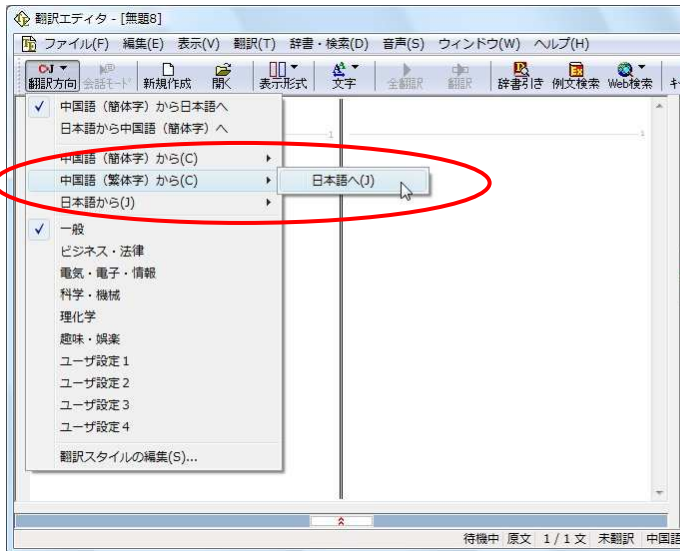 翻訳エディタ - [無題8]
ファイル(F) 編集(E) 表示(V) 翻訳(T) 辞書・検索(D) 音声(S) ウィンドウ(W) ヘルプ(H)
翻訳方向 会話モード 新規作成 開く 表示形式 文字 全翻訳 翻訳 辞書引き 例文検索 Web検索 キ
中国語（簡体字）から日本語へ
日本語から中国語（簡体字）へ
中国語（簡体字）から(C)
中国語（繁体字）から(C) 日本語へ(J)
日本語から(J)
一般
ビジネス・法律
電気・電子・情報
科学・機械
理化学
趣味・娯楽
ユーザ設定1
ユーザ設定2
ユーザ設定3
ユーザ設定4
翻訳スタイルの編集(S)...
1 1
待機中 原文 1 / 1 文 未翻訳 中国語